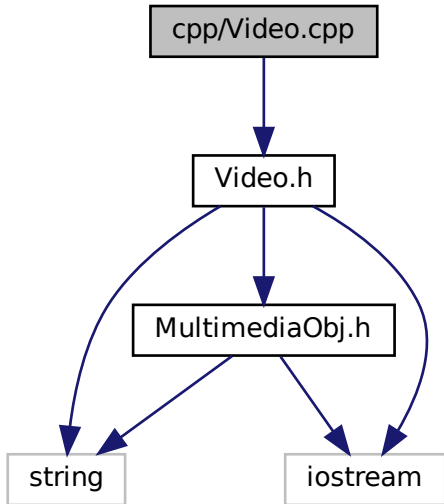 cpp/Video.cpp
Video.h
MultimediaObj.h
string
iostream